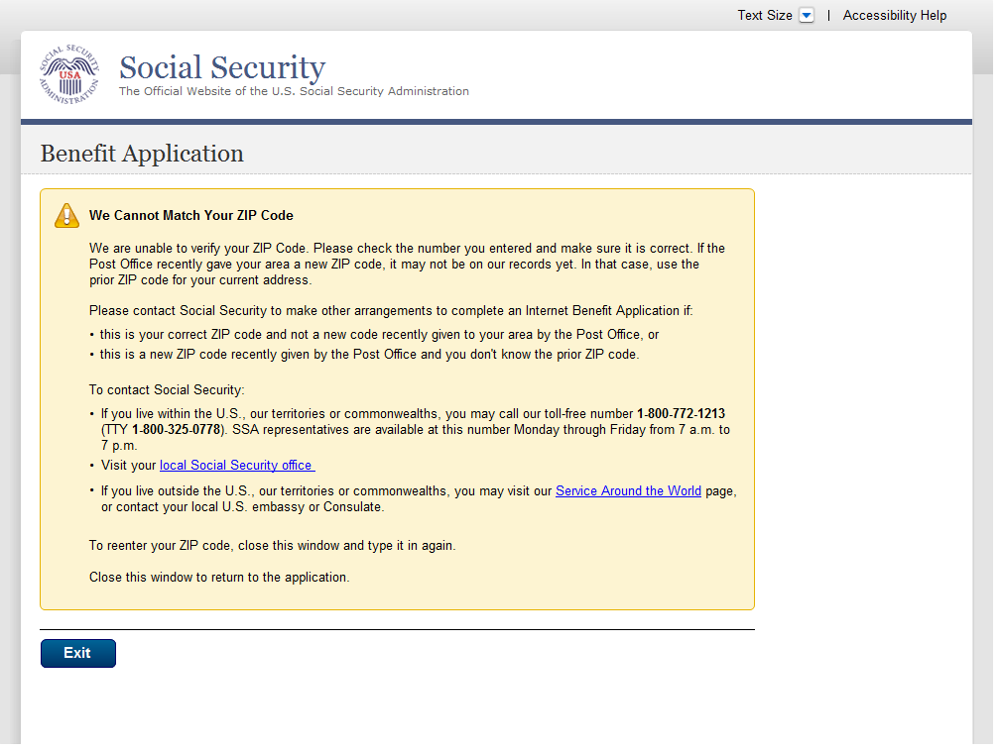 Text Size | Accessibility Help
SOCIAL SECURITY ADMINISTRATION
USA
Social Security
The Official Website of the U.S. Social Security Administration
Benefit Application
We Cannot Match Your ZIP Code
We are unable to verify your ZIP Code. Please check the number you entered and make sure it is correct. If the
Post Office recently gave your area a new ZIP code, it may not be on our records yet. In that case, use the
prior ZIP code for your current address.
Please contact Social Security to make other arrangements to complete an Internet Benefit Application if:
• this is your correct ZIP code and not a new code recently given to your area by the Post Office, or
• this is a new ZIP code recently given by the Post Office and you don't know the prior ZIP code.
To contact Social Security:
• If you live within the U.S., our territories or commonwealths, you may call our toll-free number 1-800-772-1213
(TTY 1-800-325-0778). SSA representatives are available at this number Monday through Friday from 7 a.m. to
7 p.m.
• Visit your local Social Security office
• If you live outside the U.S., our territories or commonwealths, you may visit our Service Around the World page,
or contact your local U.S. embassy or Consulate.
To reenter your ZIP code, close this window and type it in again.
Close this window to return to the application.
Exit